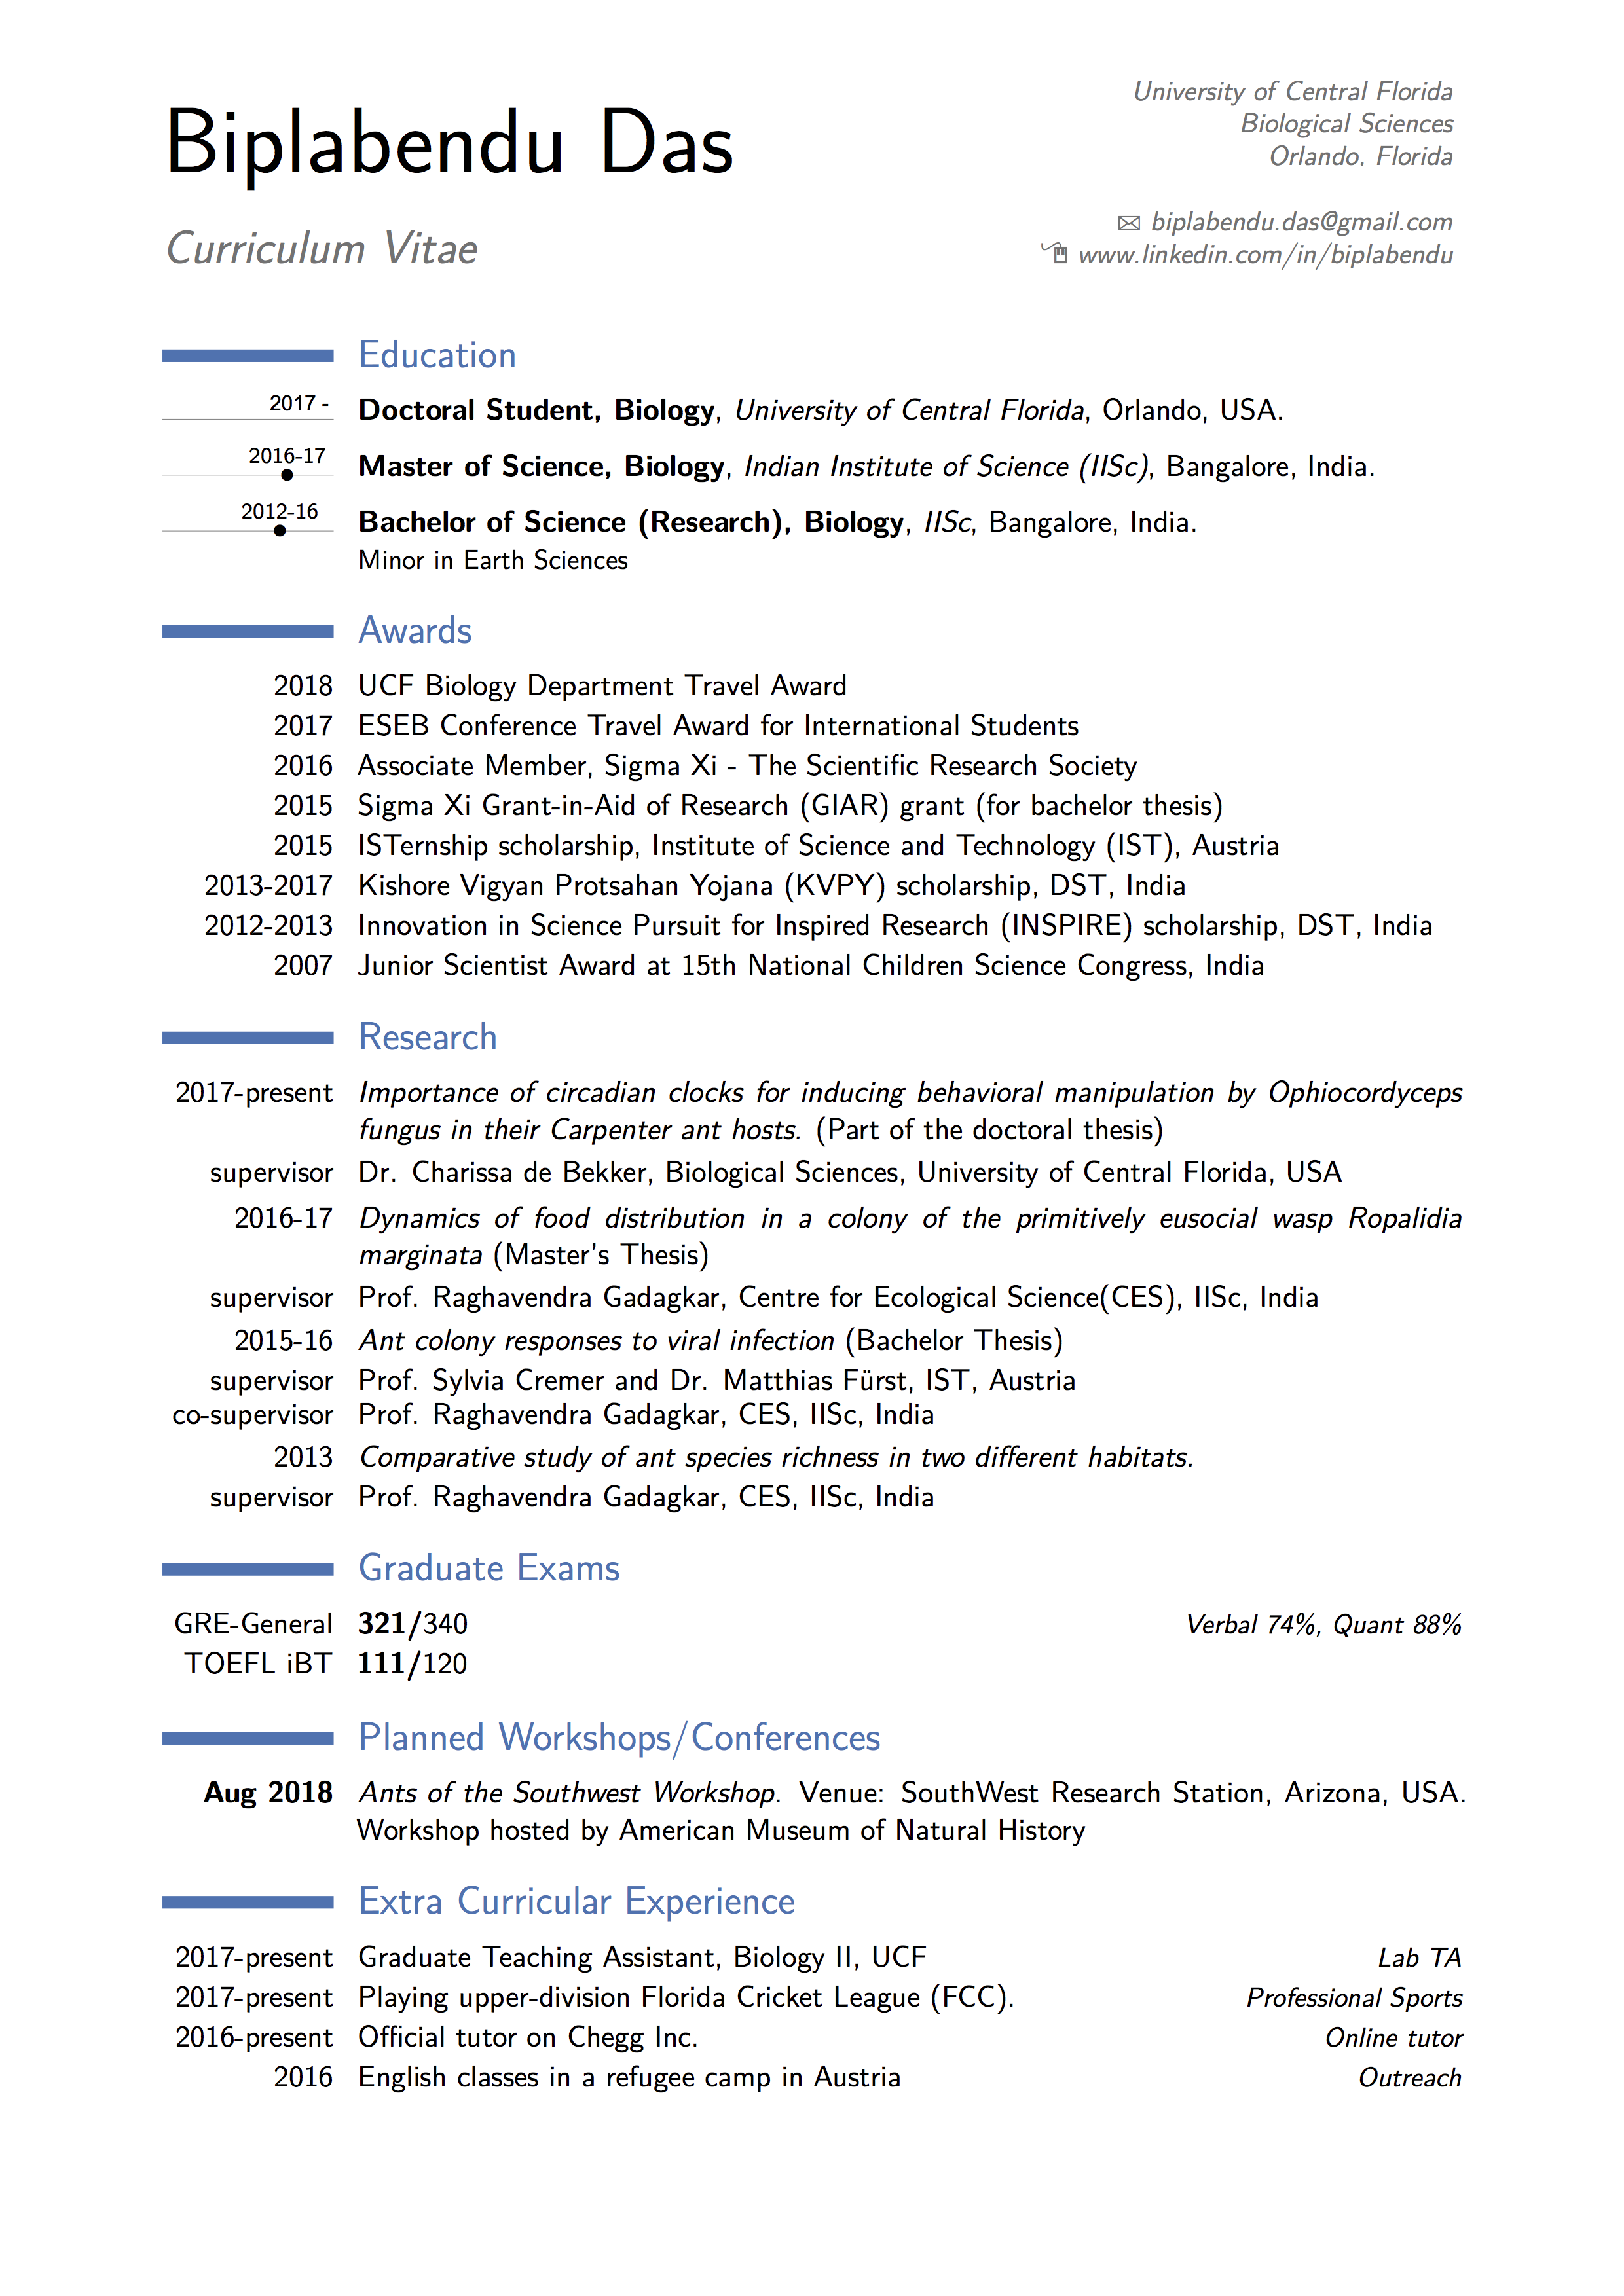 Biplabendu Das
Curriculum Vitae
University of Central Florida
Biological Sciences
Orlando. Florida
biplabendu.das@gmail.com
www.linkedin.com/in/biplabendu
Education
2017 - Doctoral Student, Biology, University of Central Florida, Orlando, USA.
2016-17 Master of Science, Biology, Indian Institute of Science (IISc), Bangalore, India.
2012-16 Bachelor of Science (Research), Biology, IISc, Bangalore, India.
Minor in Earth Sciences
Awards
2018 UCF Biology Department Travel Award
2017 ESEB Conference Travel Award for International Students
2016 Associate Member, Sigma Xi - The Scientific Research Society
2015 Sigma Xi Grant-in-Aid of Research (GIAR) grant (for bachelor thesis)
2015 ISTernship scholarship, Institute of Science and Technology (IST), Austria
2013-2017 Kishore Vigyan Protsahan Yojana (KVPY) scholarship, DST, India
2012-2013 Innovation in Science Pursuit for Inspired Research (INSPIRE) scholarship, DST, India
2007 Junior Scientist Award at 15th National Children Science Congress, India
Research
2017-present Importance of circadian clocks for inducing behavioral manipulation by Ophiocordyceps
fungus in their Carpenter ant hosts. (Part of the doctoral thesis)
supervisor Dr. Charissa de Bekker, Biological Sciences, University of Central Florida, USA
2016-17 Dynamics of food distribution in a colony of the primitively eusocial wasp Ropalidia
marginata (Master's Thesis)
supervisor Prof. Raghavendra Gadagkar, Centre for Ecological Science(CES), IISc, India
2015-16 Ant colony responses to viral infection (Bachelor Thesis)
supervisor Prof. Sylvia Cremer and Dr. Matthias Fürst, IST, Austria
co-supervisor Prof. Raghavendra Gadagkar, CES, IISc, India
2013 Comparative study of ant species richness in two different habitats.
supervisor Prof. Raghavendra Gadagkar, CES, IISc, India
Graduate Exams
GRE-General 321/340 Verbal 74%, Quant 88%
TOEFL iBT 111/120
Planned Workshops/Conferences
Aug 2018 Ants of the Southwest Workshop. Venue: SouthWest Research Station, Arizona, USA.
Workshop hosted by American Museum of Natural History
Extra Curricular Experience
2017-present Graduate Teaching Assistant, Biology II, UCF Lab TA
2017-present Playing upper-division Florida Cricket League (FCC). Professional Sports
2016-present Official tutor on Chegg Inc. Online tutor
2016 English classes in a refugee camp in Austria Outreach